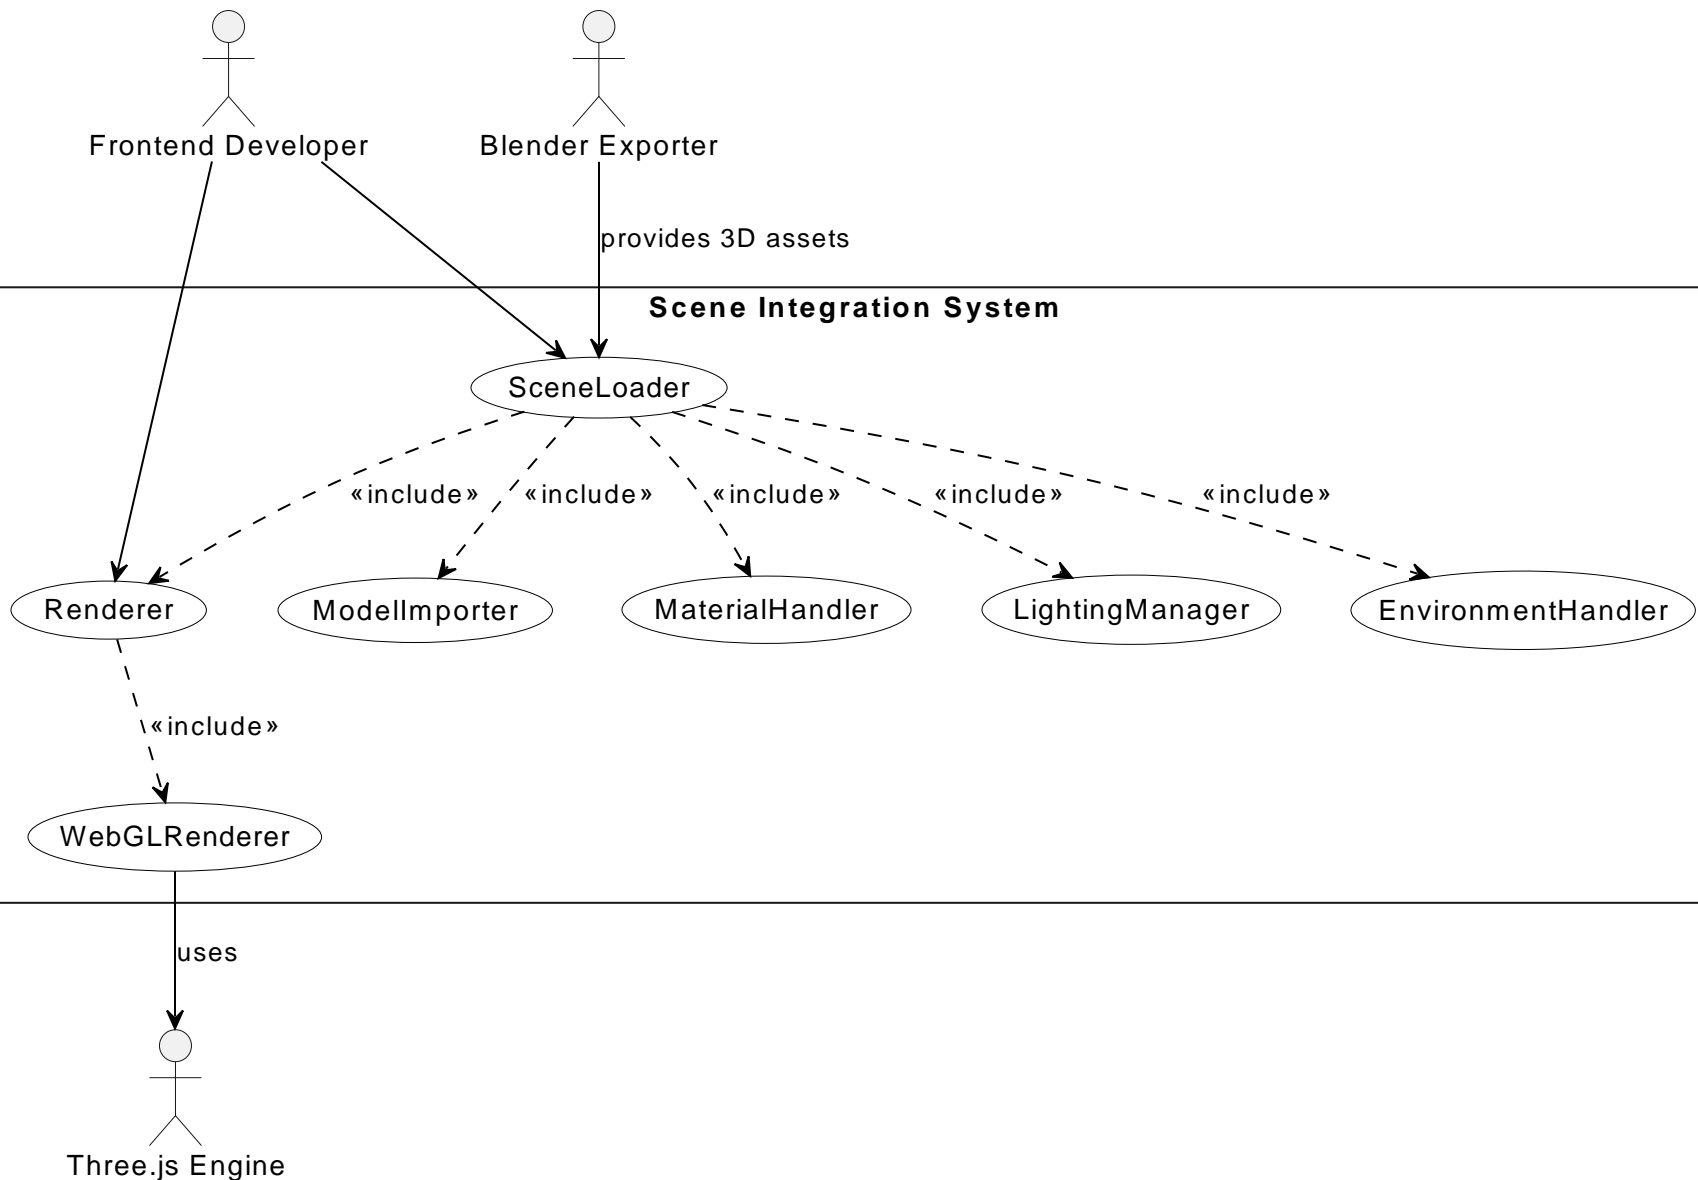 Frontend Developer
Blender Exporter
provides 3D assets
Scene Integration System
SceneLoader
«include»
«include»
«include»
«include»
«include»
Renderer
ModelImporter
MaterialHandler
LightingManager
EnvironmentHandler
«include»
WebGLRenderer
uses
Three.js Engine